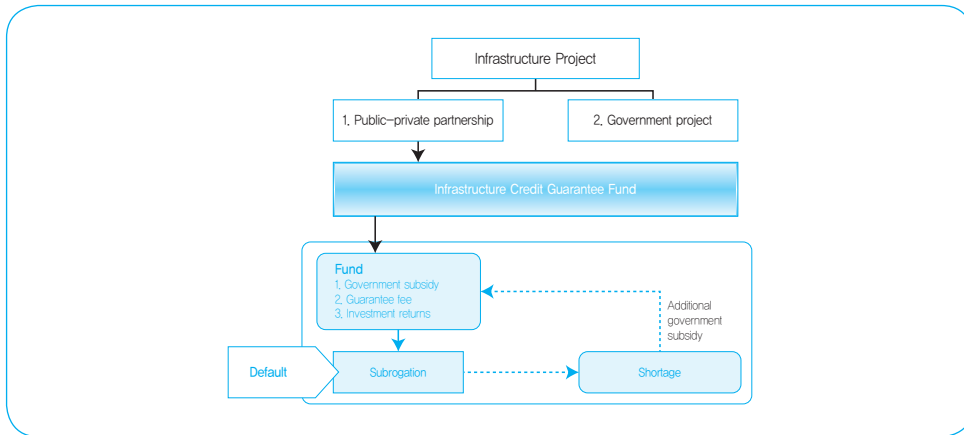 Infrastructure Project
1. Public-private partnership
2. Government project
Infrastructure Credit Guarantee Fund
Fund
1. Government subsidy
2. Guarantee fee
3. Investment returns
Additional
government
subsidy
Default
Subrogation
Shortage